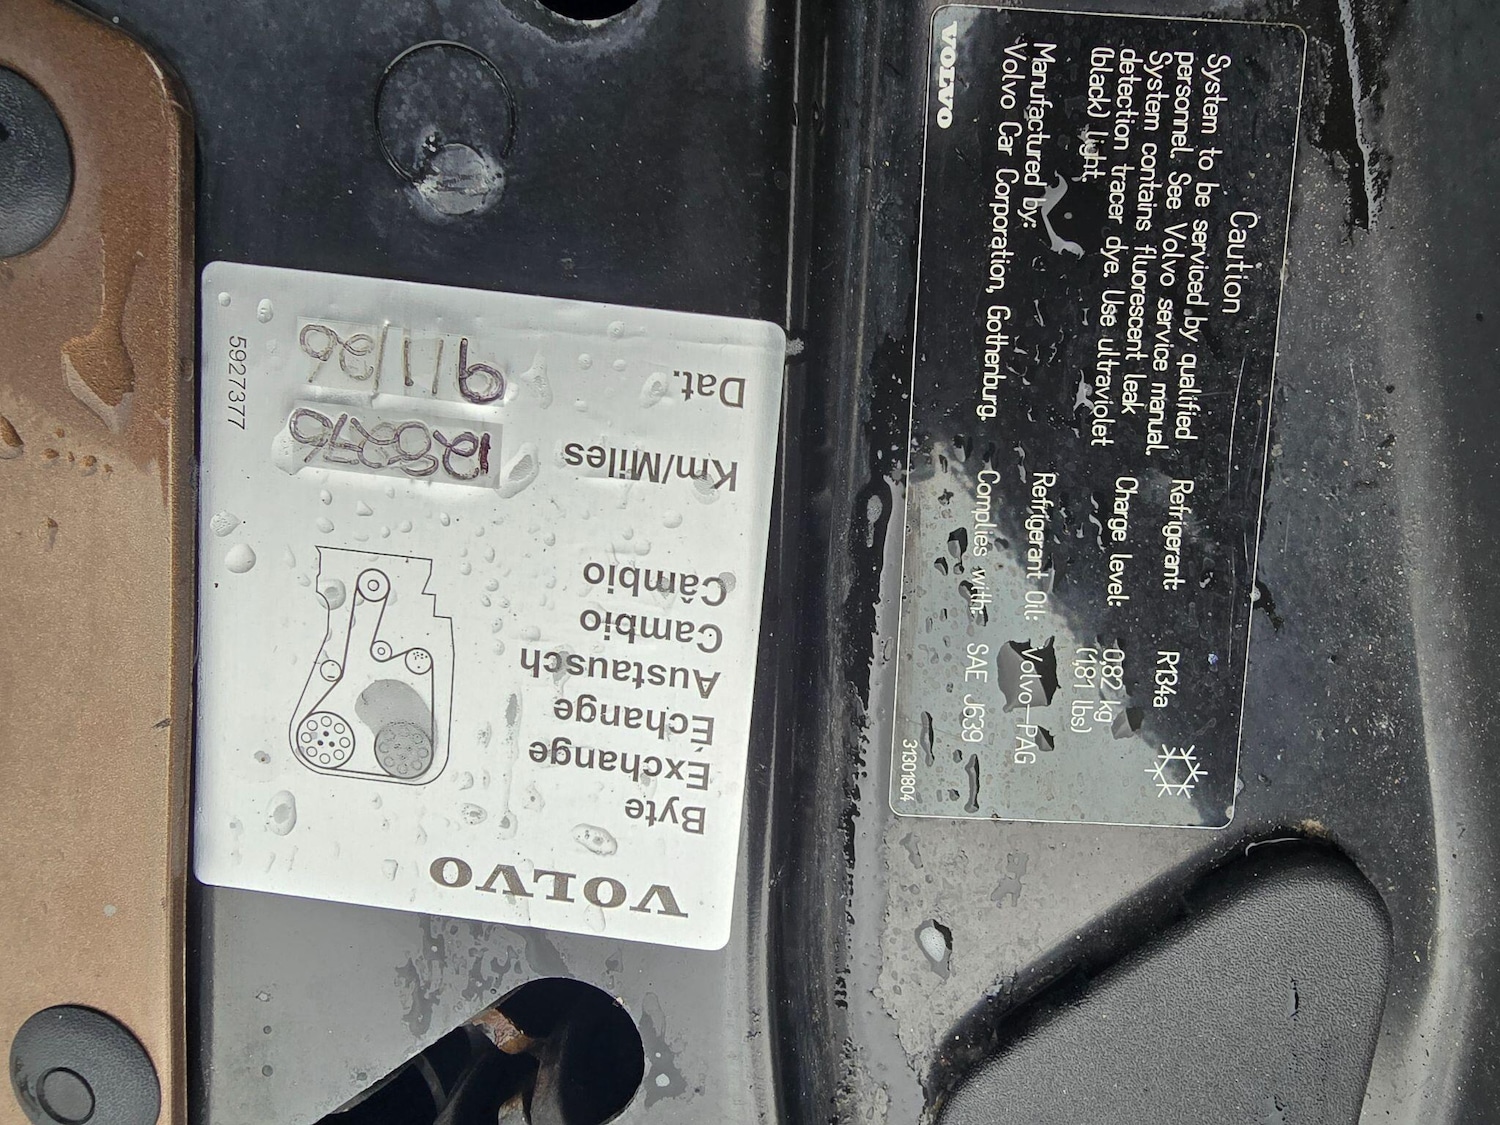 VOLVO
Byte
Exchange
Échange
Austausch
Cambio
Câmbio
Km/Miles
Dat.
5927377
Caution
System to be serviced by qualified
personnel. See Volvo service manual.
System contains fluorescent leak
detection tracer dye. Use ultraviolet
(black) light.
Manufactured by:
Volvo Car Corporation, Gothenburg.
VOLVO
Refrigerant: R134a
Charge level: 0,82 kg
(1,81 lbs)
Refrigerant Oil: Volvo-PAG
Complies with: SAE J639
31301804